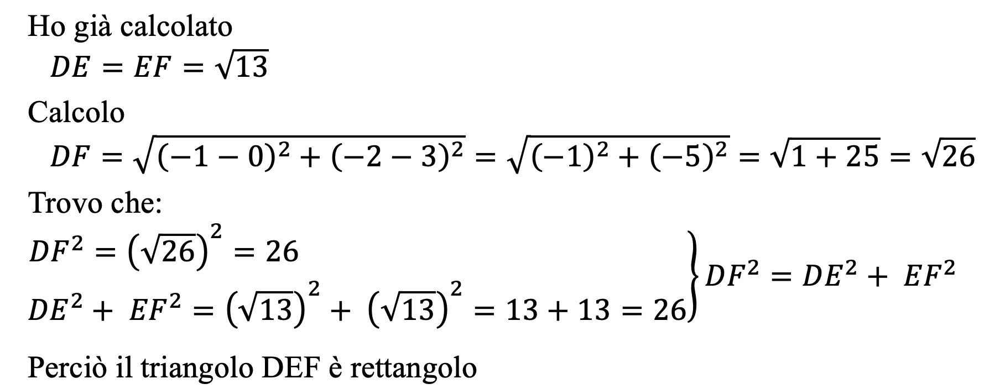 Ho già calcolato
DE = EF = √13
Calcolo
DF = √((−1 − 0)² + (−2 − 3)²) = √((−1)² + (−5)²) = √(1 + 25) = √26
Trovo che:
DF² = (√26)² = 26
DE² + EF² = (√13)² + (√13)² = 13 + 13 = 26} DF² = DE² + EF²
Perciò il triangolo DEF è rettangolo